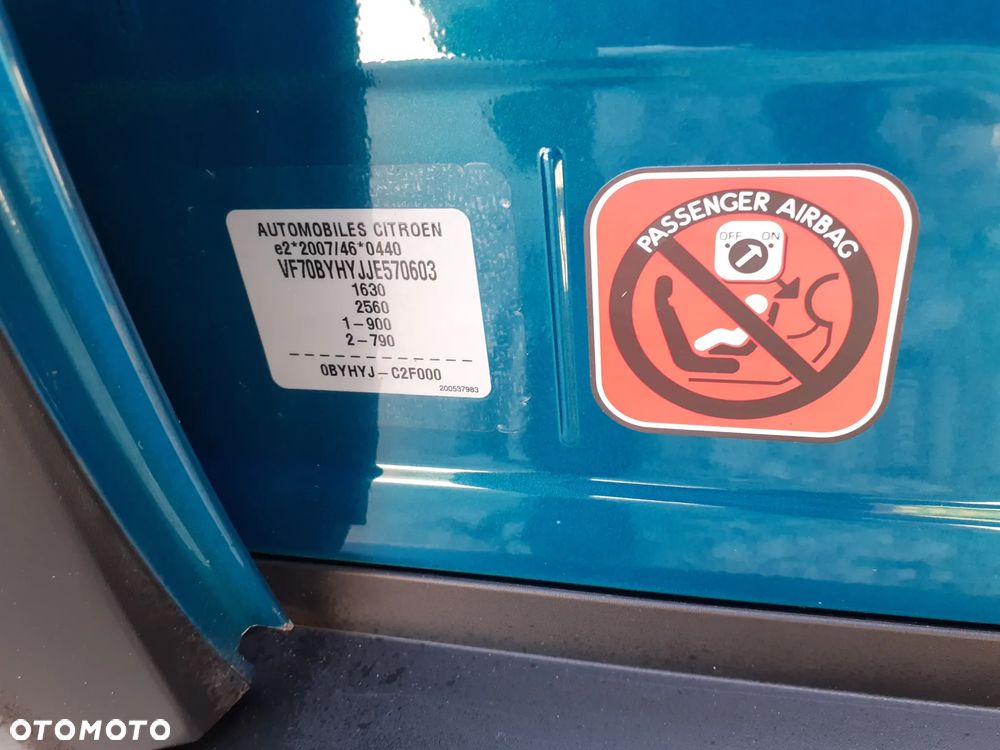 AUTOMOBILES CITROEN
e2*2007/46*0440
VF70BYHYJJE570603
1630
2560
1-900
2-790
0BYHYJ-C2F000
200537983
PASSENGER AIRBAG
OFF ON
OTOMOTO